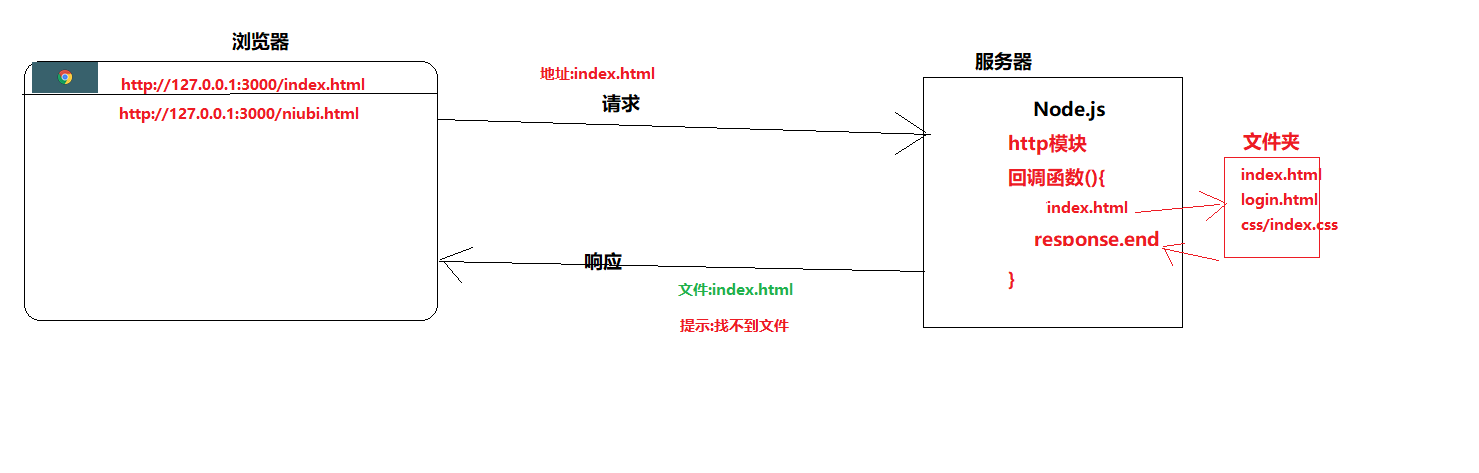 浏览器
http://127.0.0.1:3000/index.html
http://127.0.0.1:3000/niubi.html
地址:index.html
请求
响应
文件:index.html
提示:找不到文件
服务器
Node.js
http模块
回调函数(){
index.html
response.end
}
文件夹
index.html
login.html
css/index.css